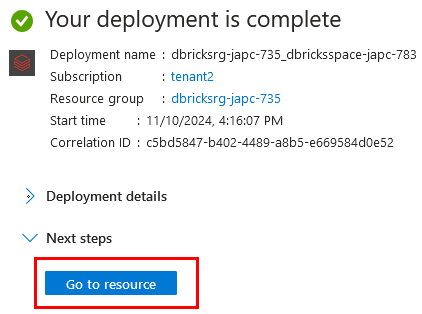 Your deployment is complete
Deployment name : dbricksrg-japc-735_dbricksspace-japc-783
Subscription : tenant2
Resource group : dbricksrg-japc-735
Start time : 11/10/2024, 4:16:07 PM
Correlation ID : c5bd5847-b402-4489-a8b5-e669584d0e52
Deployment details
Next steps
Go to resource